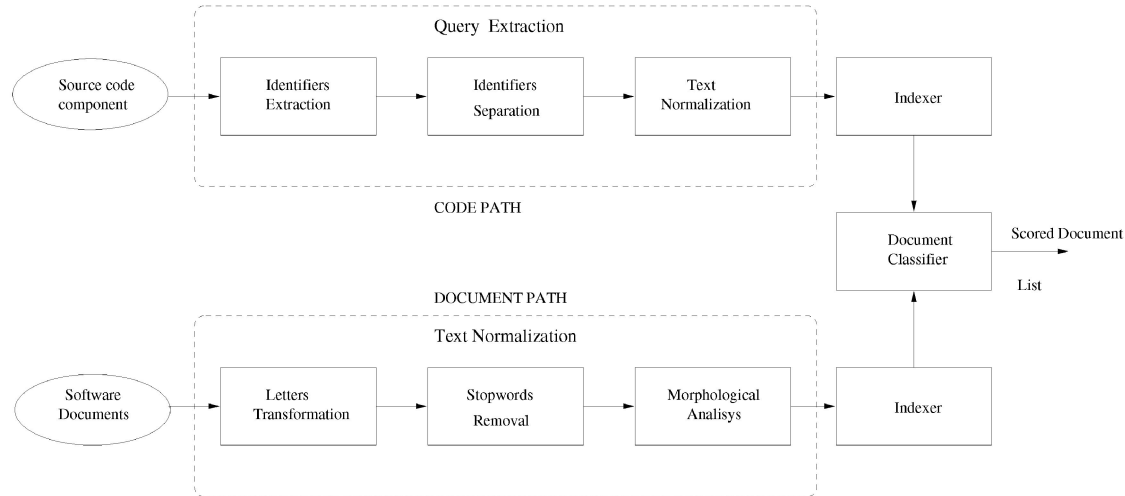 Query Extraction
Source code
component
Identifiers
Extraction
Identifiers
Separation
Text
Normalization
Indexer
CODE PATH
Document
Classifier
Scored Document
List
DOCUMENT PATH
Text Normalization
Software
Documents
Letters
Transformation
Stopwords
Removal
Morphological
Analisys
Indexer